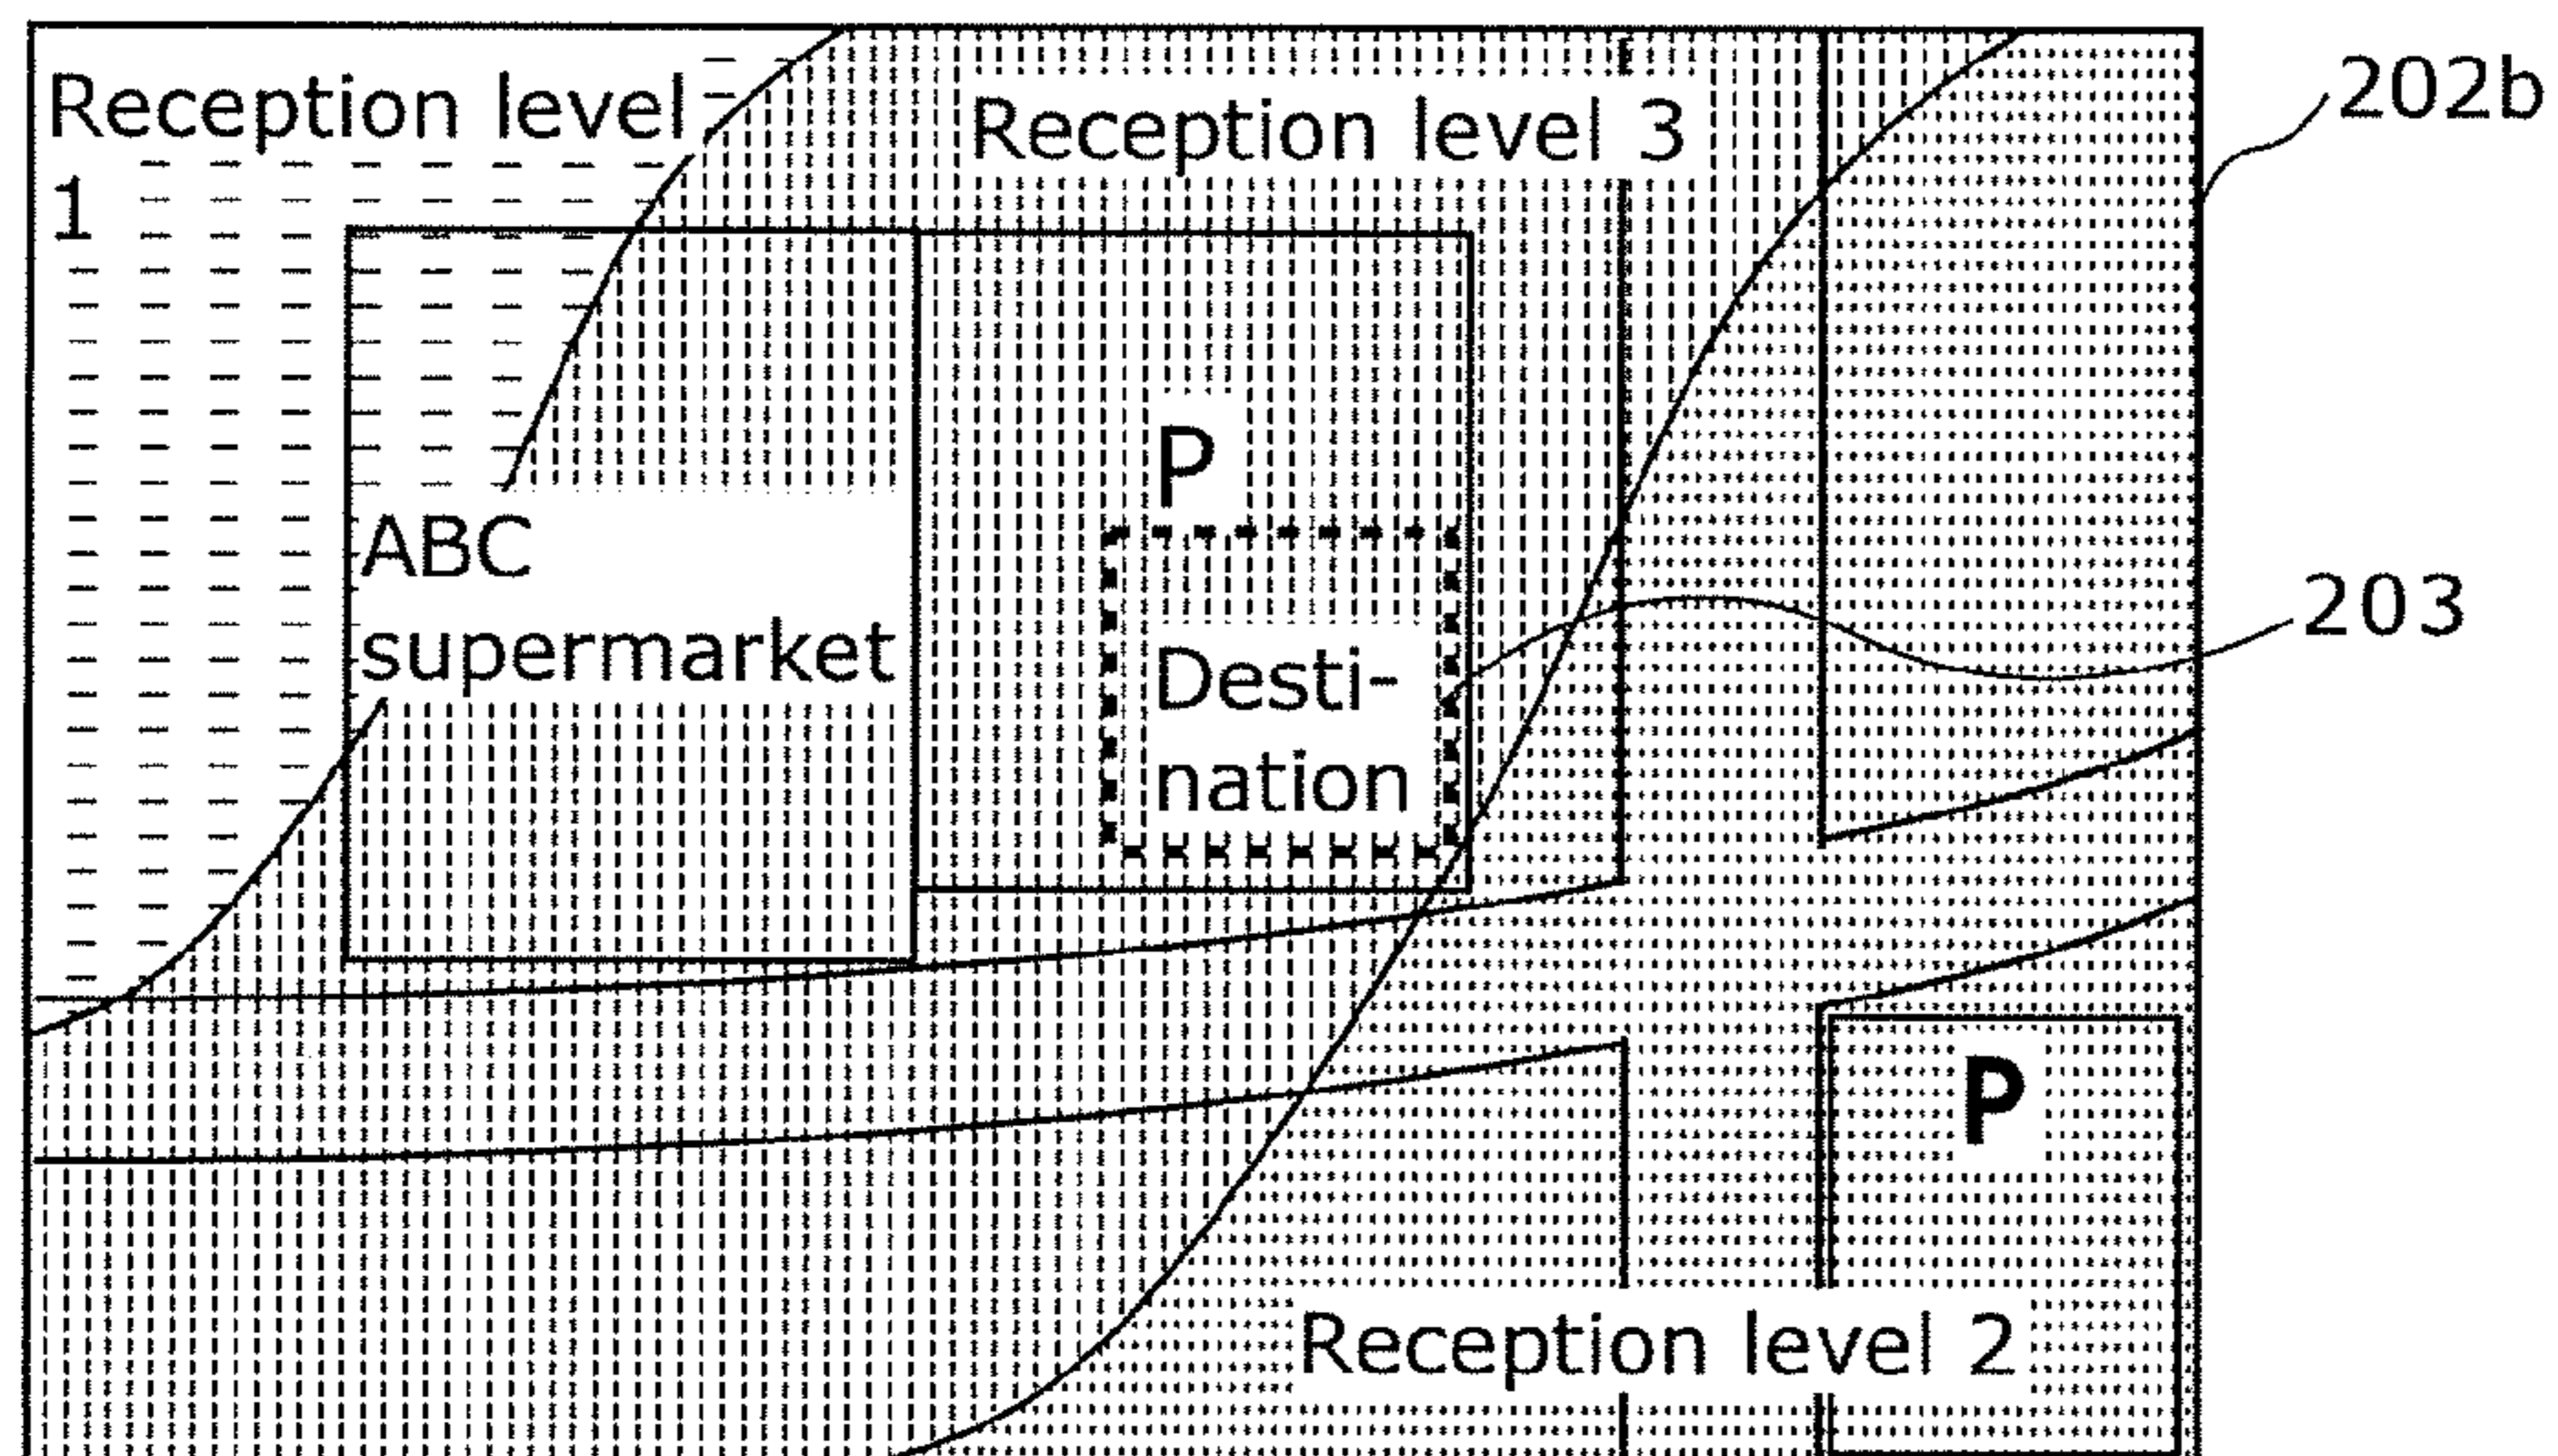 Reception level
1
Reception level 3
202b
P
ABC
supermarket
203
Desti-
nation
P
Reception level 2